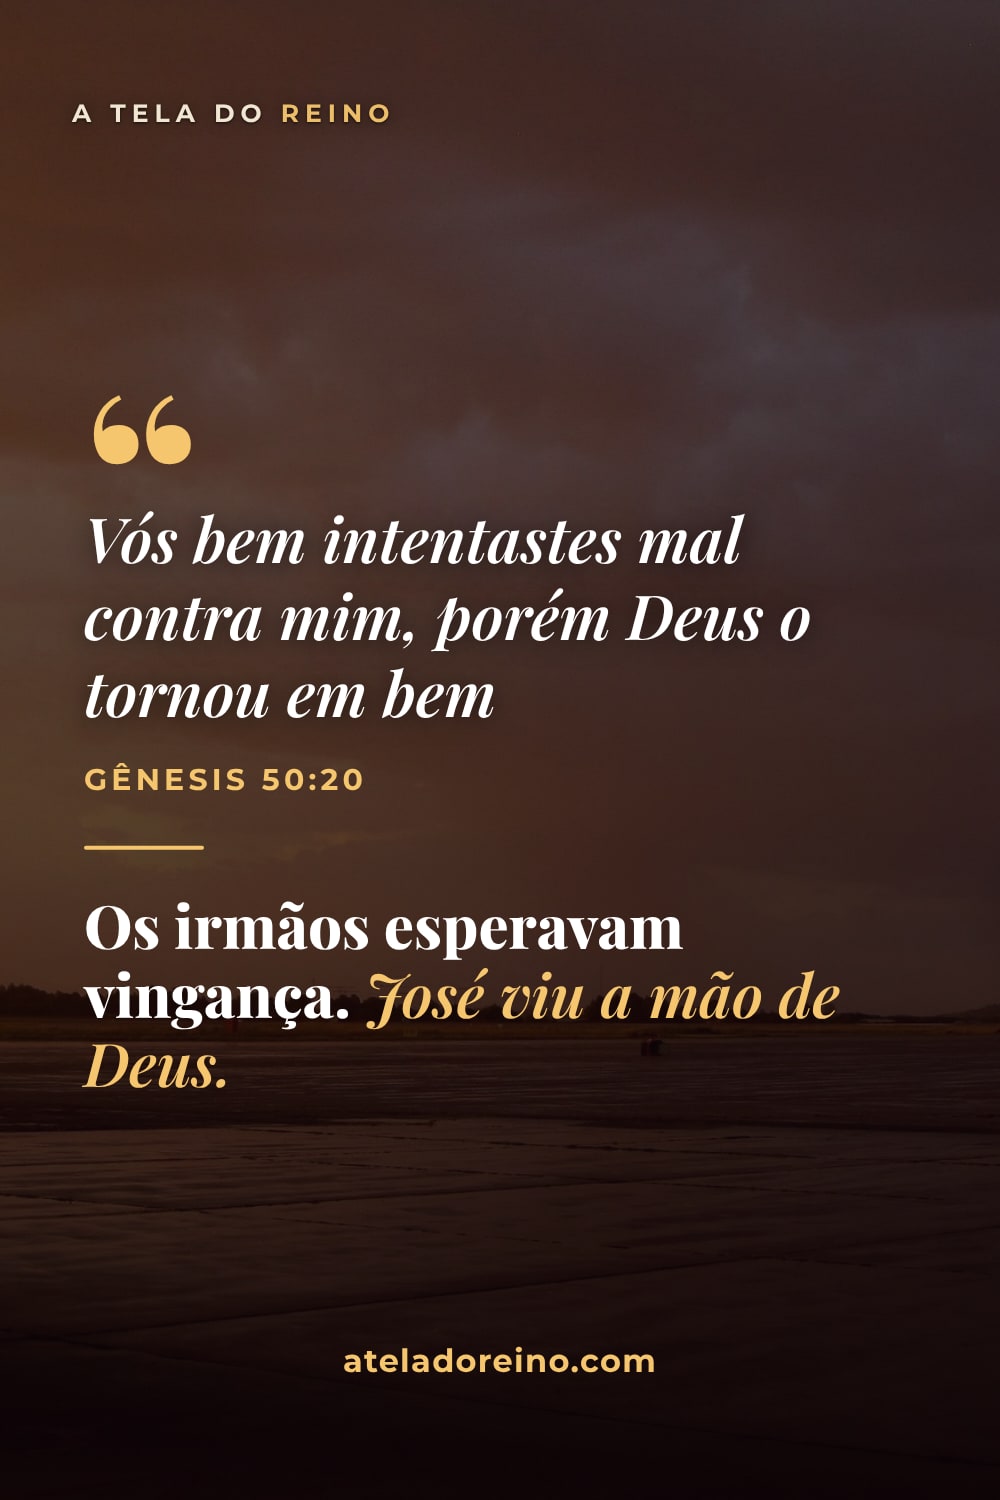 A TELA DO REINO
“
Vós bem intentastes mal
contra mim, porém Deus o
tornou em bem
GÊNESIS 50:20
Os irmãos esperavam
vingança. José viu a mão de
Deus.
ateladoreino.com